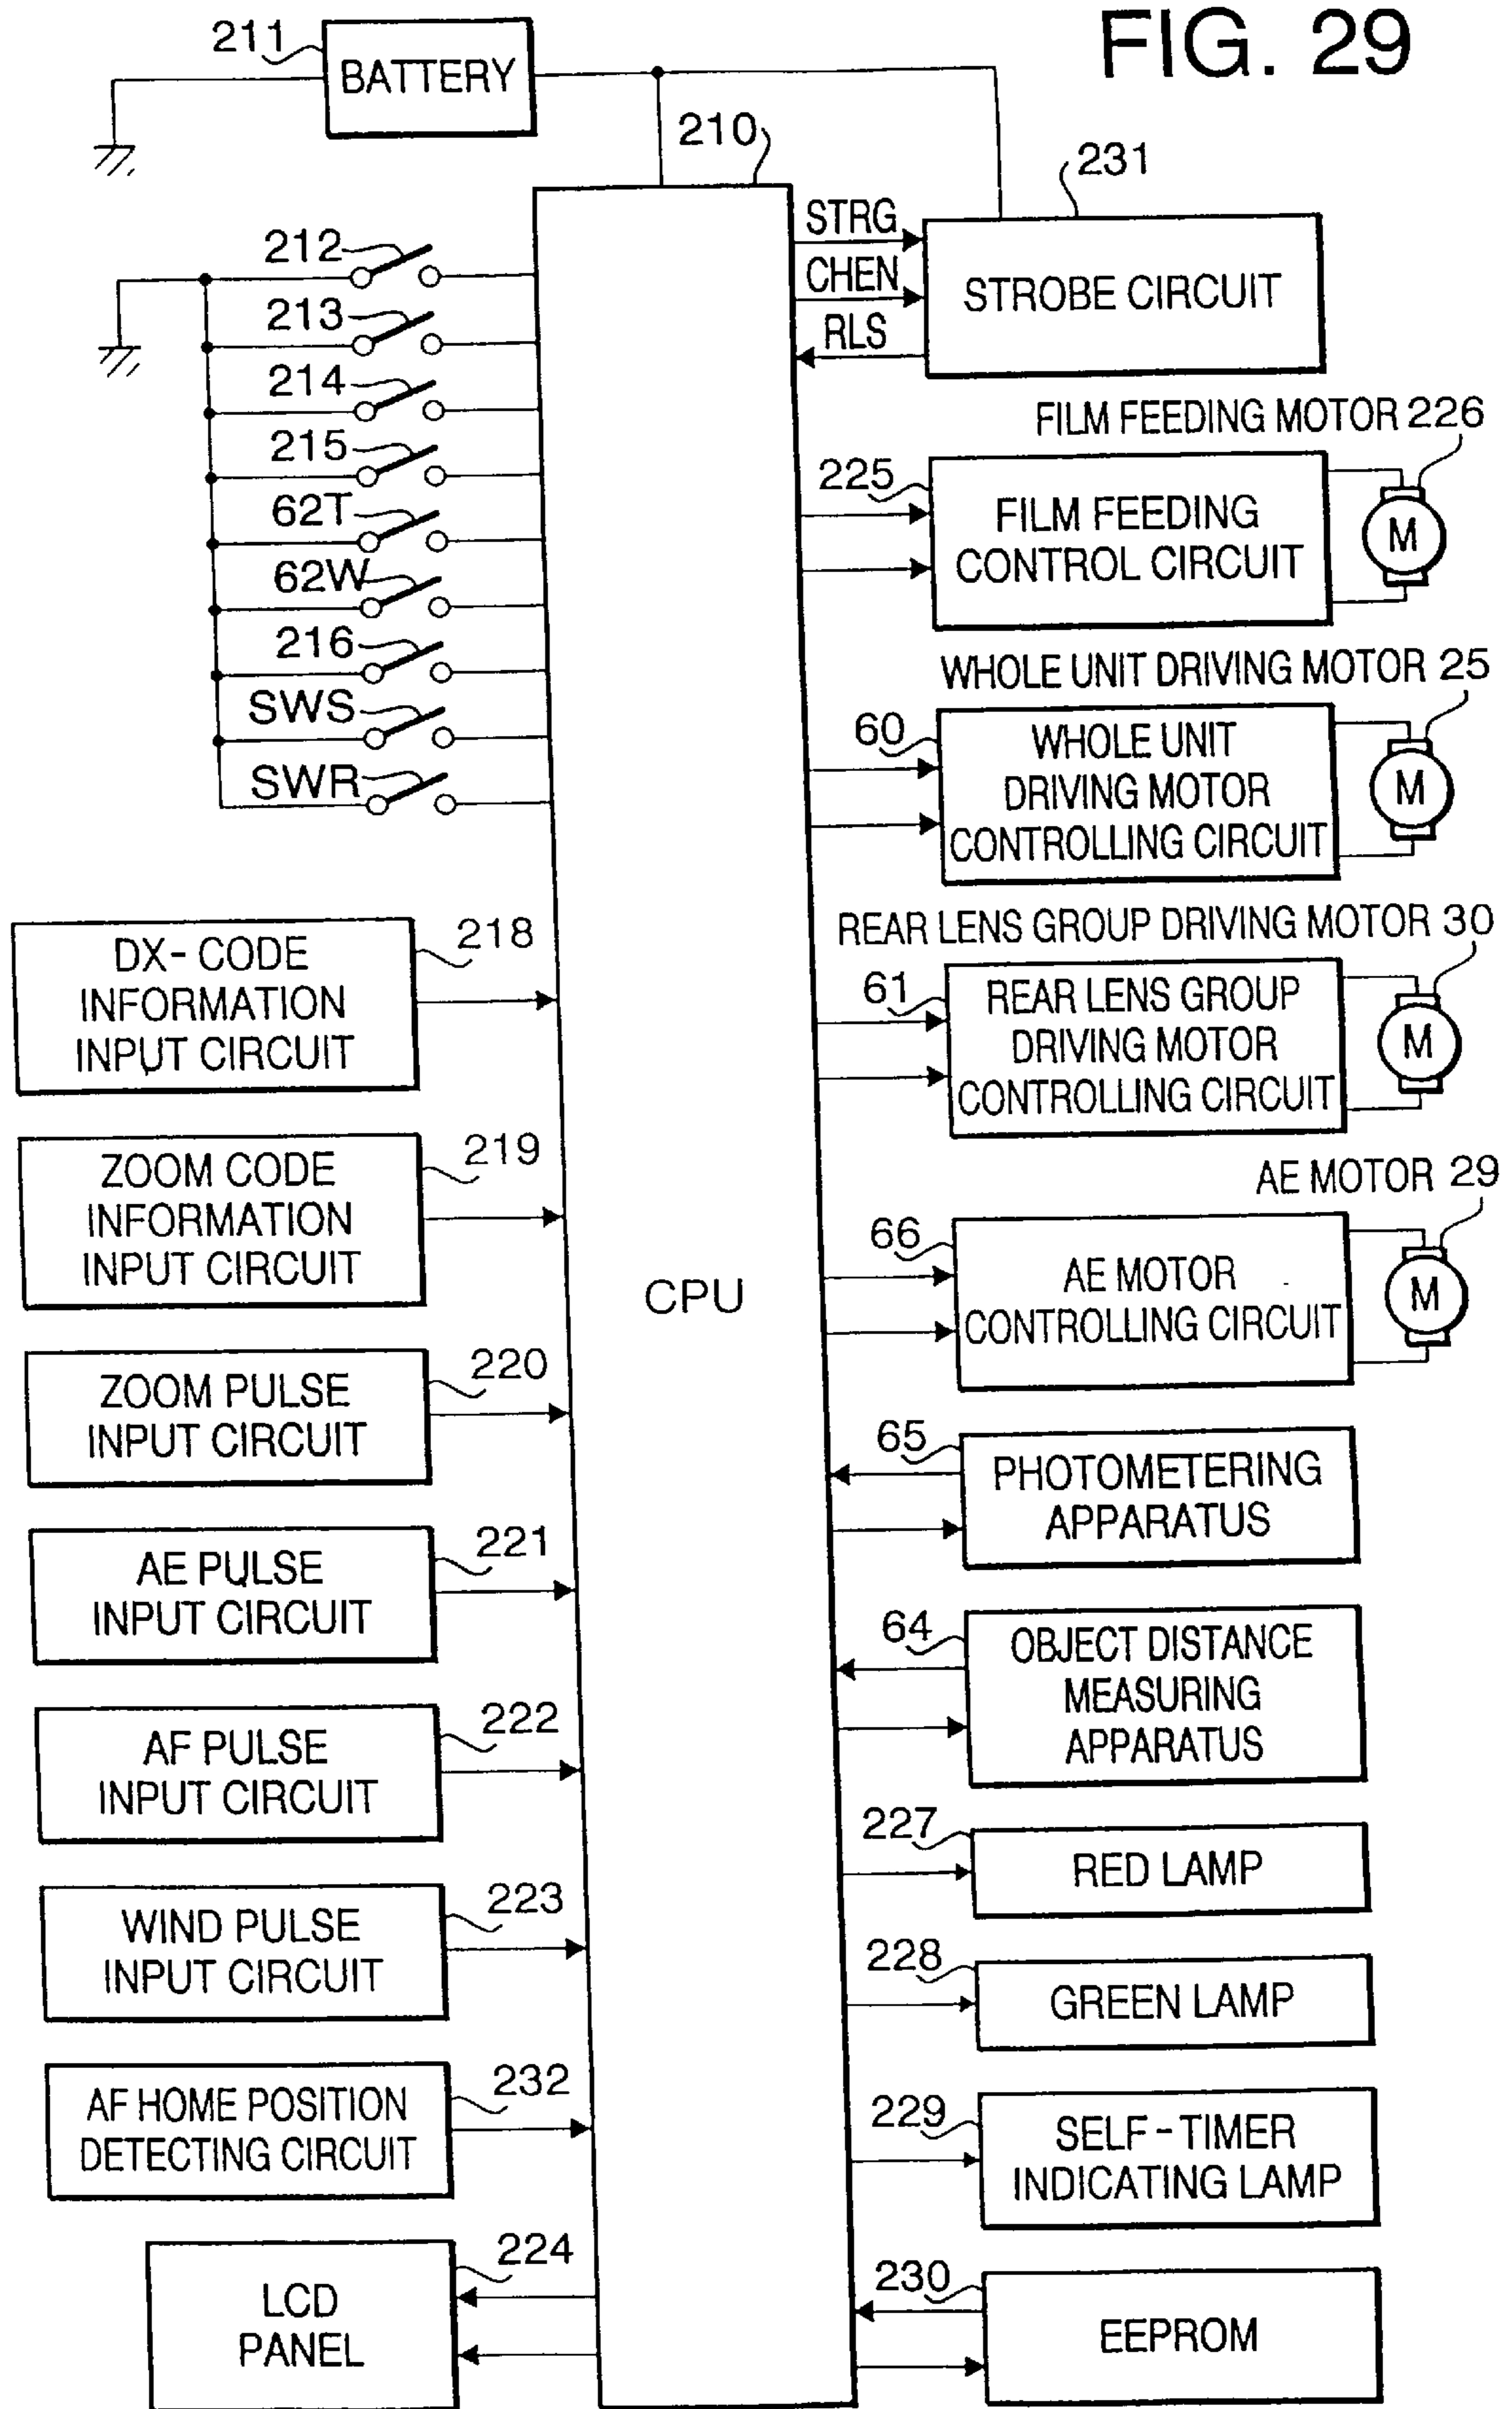 FIG. 29
211
BATTERY
210
231
STRG
CHEN
RLS
STROBE CIRCUIT
212
213
214
215
62T
62W
216
SWS
SWR
FILM FEEDING MOTOR 226
225
FILM FEEDING
CONTROL CIRCUIT
M
WHOLE UNIT DRIVING MOTOR 25
60
WHOLE UNIT
DRIVING MOTOR
CONTROLLING CIRCUIT
M
REAR LENS GROUP DRIVING MOTOR 30
61
REAR LENS GROUP
DRIVING MOTOR
CONTROLLING CIRCUIT
M
AE MOTOR 29
66
AE MOTOR
CONTROLLING CIRCUIT
M
CPU
DX-CODE
INFORMATION
INPUT CIRCUIT
218
ZOOM CODE
INFORMATION
INPUT CIRCUIT
219
ZOOM PULSE
INPUT CIRCUIT
220
AE PULSE
INPUT CIRCUIT
221
AF PULSE
INPUT CIRCUIT
222
WIND PULSE
INPUT CIRCUIT
223
AF HOME POSITION
DETECTING CIRCUIT
232
LCD
PANEL
224
65
PHOTOMETERING
APPARATUS
64
OBJECT DISTANCE
MEASURING
APPARATUS
227
RED LAMP
228
GREEN LAMP
229
SELF-TIMER
INDICATING LAMP
230
EEPROM